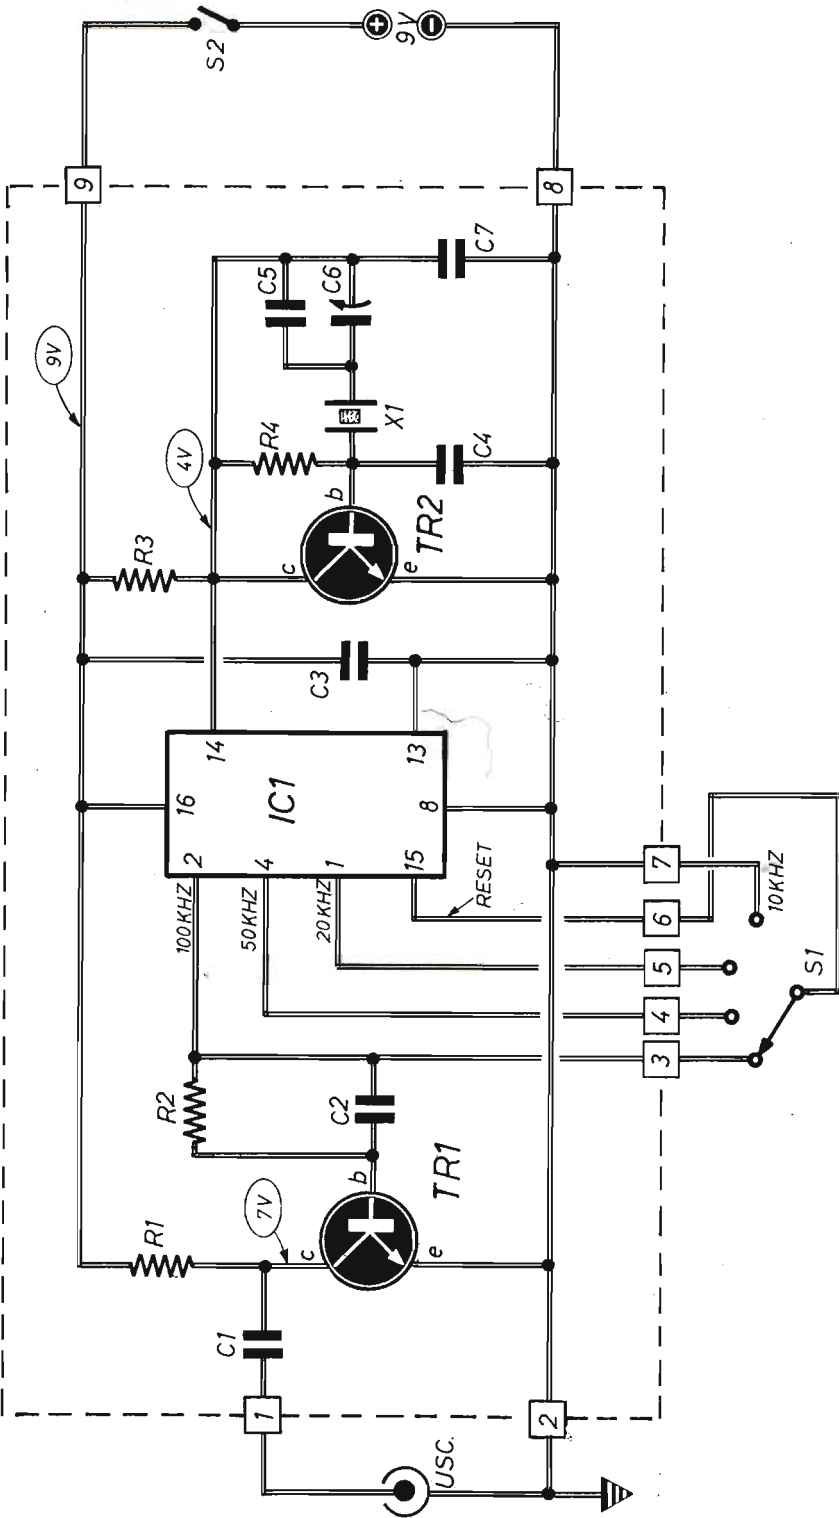 S2
9V
9
8
9V
4V
R3
R4
C5
C6
C7
X1
C4
b
c
e
TR2
C3
14
13
16
IC1
8
2
4
1
15
100KHZ
50KHZ
20KHZ
RESET
7
6
5
4
3
10KHZ
S1
R2
C2
b
c
e
TR1
7V
R1
C1
1
2
USC.